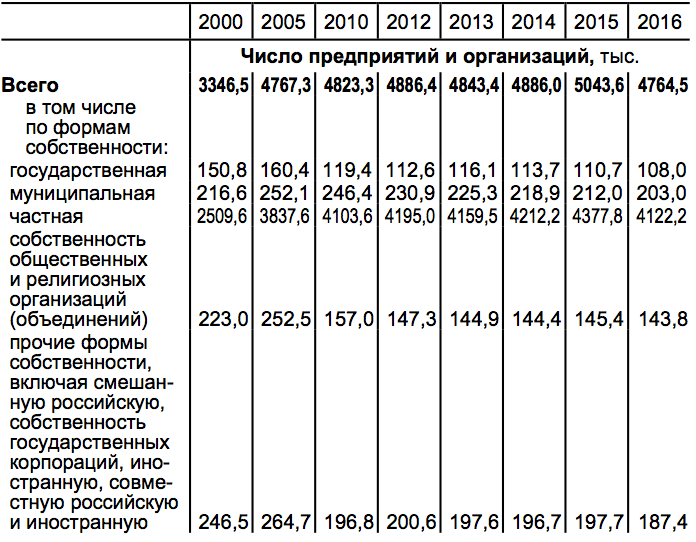 2000 2005 2010 2012 2013 2014 2015 2016
Число предприятий и организаций, тыс.
Всего 3346,5 4767,3 4823,3 4886,4 4843,4 4886,0 5043,6 4764,5
в том числе
по формам
собственности:
государственная 150,8 160,4 119,4 112,6 116,1 113,7 110,7 108,0
муниципальная 216,6 252,1 246,4 230,9 225,3 218,9 212,0 203,0
частная 2509,6 3837,6 4103,6 4195,0 4159,5 4212,2 4377,8 4122,2
собственность
общественных
и религиозных
организаций
(объединений) 223,0 252,5 157,0 147,3 144,9 144,4 145,4 143,8
прочие формы
собственности,
включая смешан-
ную российскую,
собственность
государственных
корпораций, ино-
странную, совме-
стную российскую
и иностранную 246,5 264,7 196,8 200,6 197,6 196,7 197,7 187,4